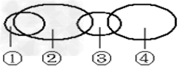 ① ② ③ ④